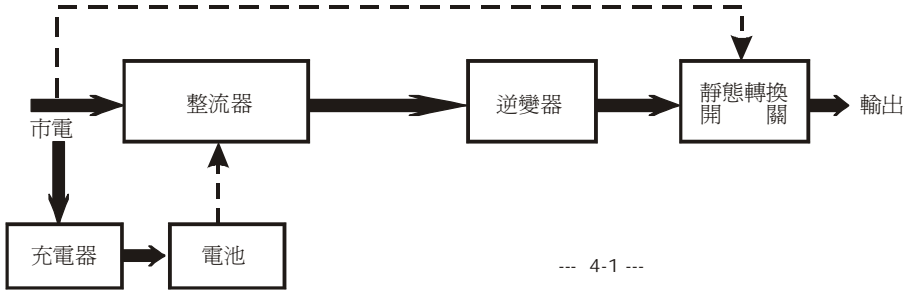 整流器
逆變器
靜態轉換
開　　關
輸出
市電
充電器
電池
--- 4-1 ---